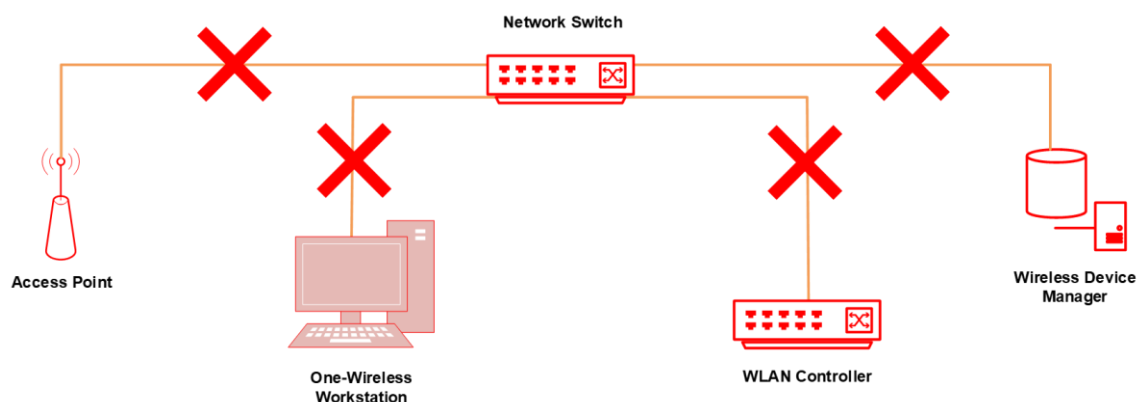 Network Switch
Access Point
One-Wireless
Workstation
WLAN Controller
Wireless Device
Manager